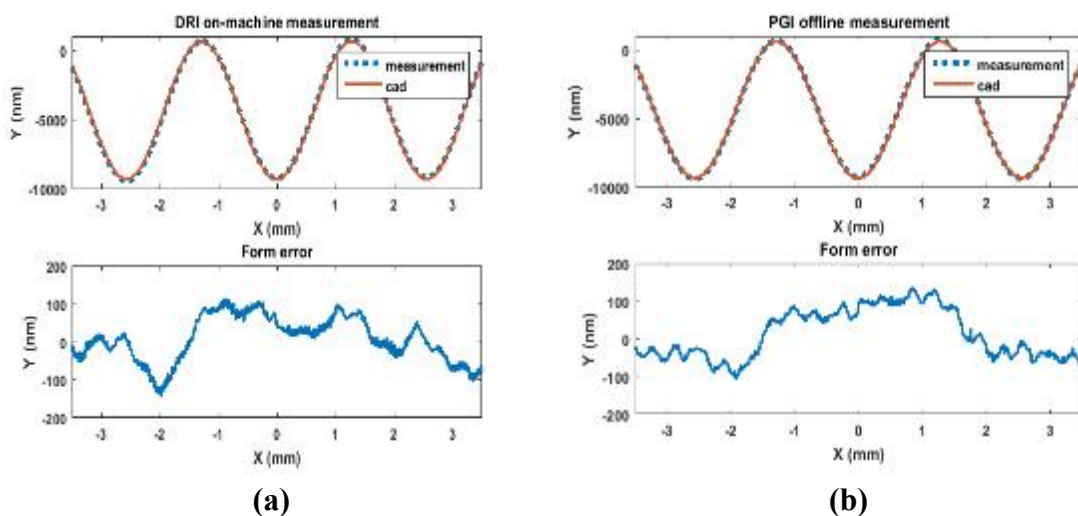 DRI on-machine measurement
0
-5000
-10000
Y (nm)
measurement
cad
-3 -2 -1 0 1 2 3
X (mm)
Form error
200
100
0
-100
-200
Y (nm)
-3 -2 -1 0 1 2 3
X (mm)
(a)
PGI offline measurement
0
-5000
-10000
Y (nm)
measurement
cad
-3 -2 -1 0 1 2 3
X (mm)
Form error
200
100
0
-100
-200
Y (nm)
-3 -2 -1 0 1 2 3
X (mm)
(b)